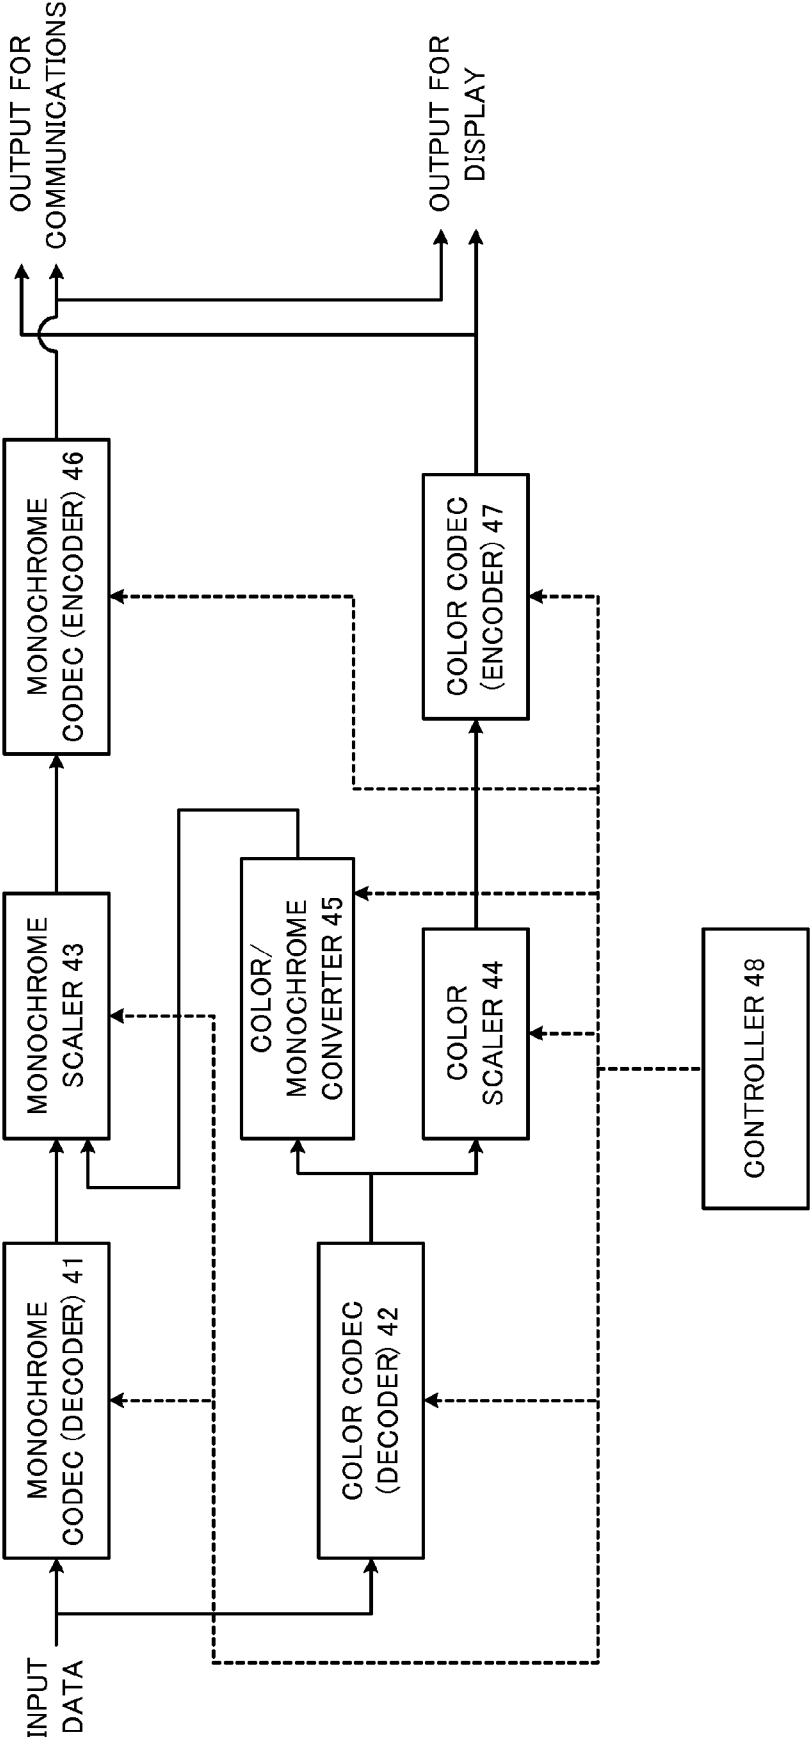 INPUT
DATA
MONOCHROME
CODEC (DECODER) 41
COLOR CODEC
(DECODER) 42
MONOCHROME
SCALER 43
COLOR/
MONOCHROME
CONVERTER 45
COLOR
SCALER 44
MONOCHROME
CODEC (ENCODER) 46
COLOR CODEC
(ENCODER) 47
CONTROLLER 48
OUTPUT FOR
COMMUNICATIONS
OUTPUT FOR
DISPLAY